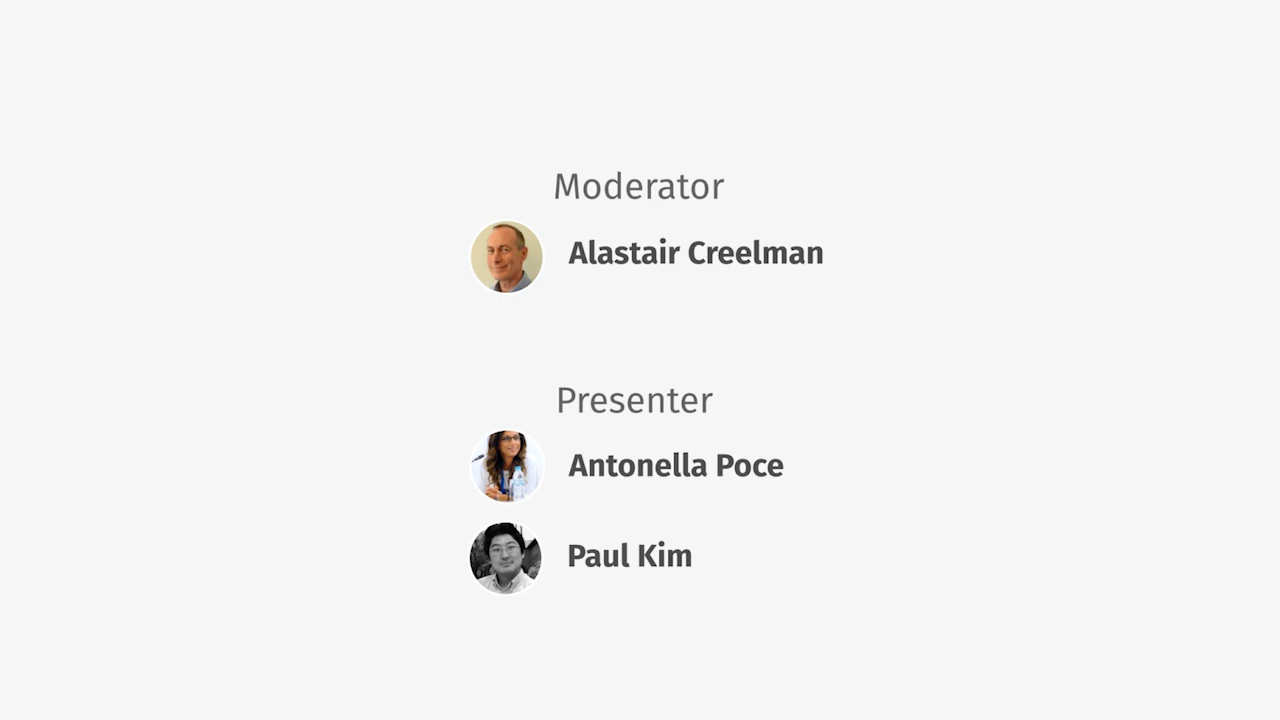 Moderator
Alastair Creelman
Presenter
Antonella Poce
Paul Kim